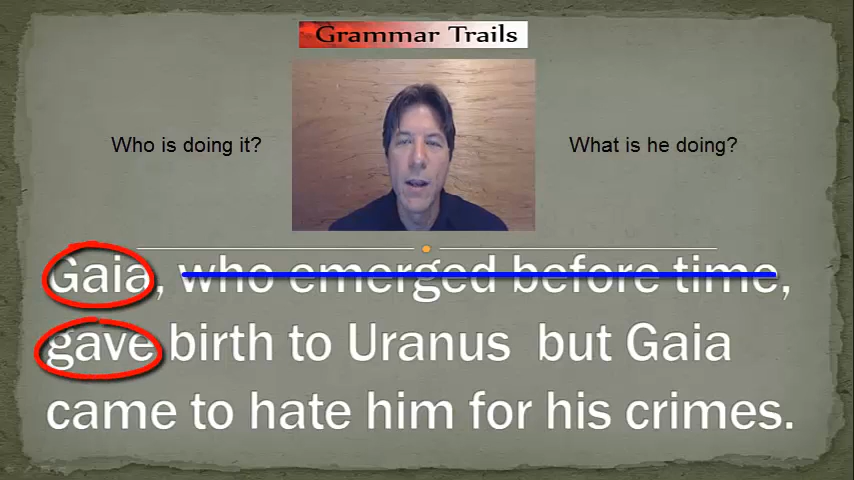 Grammar Trails
Who is doing it?
What is he doing?
Gaia, who emerged before time,
gave birth to Uranus but Gaia
came to hate him for his crimes.